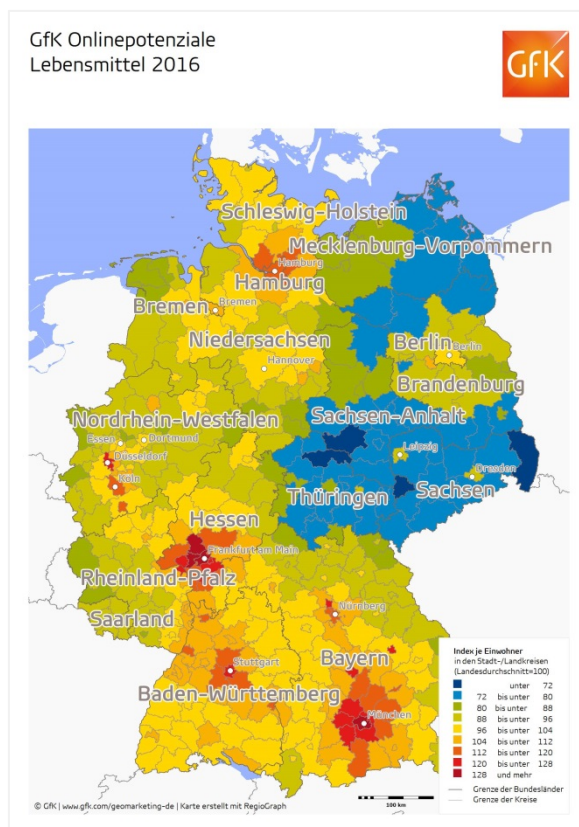 GfK Onlinepotenziale
Lebensmittel 2016
GfK
Schleswig-Holstein
Mecklenburg-Vorpommern
Hamburg
Hamburg
Bremen
Bremen
Niedersachsen
Hannover
Berlin
Berlin
Brandenburg
Nordrhein-Westfalen
Sachsen-Anhalt
Essen
Dortmund
Düsseldorf
Köln
Leipzig
Dresden
Thüringen
Sachsen
Hessen
Frankfurt am Main
Rheinland-Pfalz
Saarland
Nürnberg
Stuttgart
Bayern
Baden-Württemberg
München
Index je Einwohner
in den Stadt-/Landkreisen
(Landesdurchschnitt=100)
unter 72
72 bis unter 80
80 bis unter 88
88 bis unter 96
96 bis unter 104
104 bis unter 112
112 bis unter 120
120 bis unter 128
128 und mehr
Grenze der Bundesländer
Grenze der Kreise
© GfK | www.gfk.com/geomarketing-de | Karte erstellt mit RegioGraph
100 km